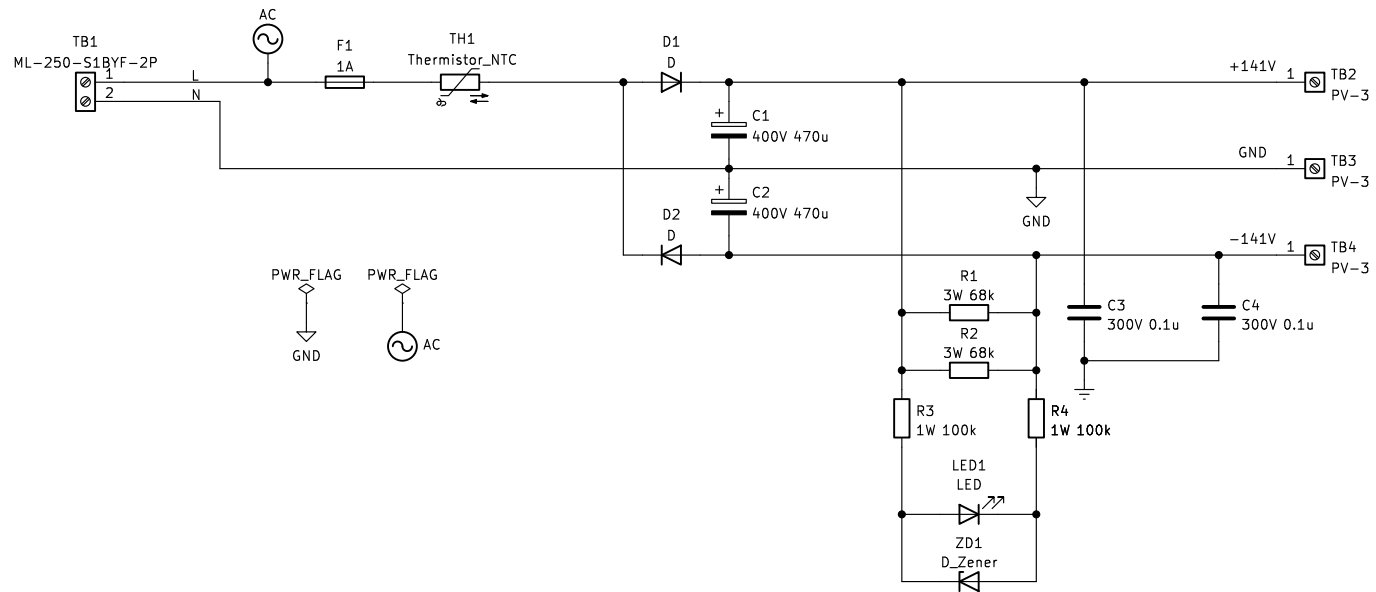 AC
TB1
ML-250-S1BYF-2P
1
2
L
N
F1
1A
TH1
Thermistor_NTC
D1
D
+
C1
400V 470u
+
C2
400V 470u
D2
D
+141V
1
TB2
PV-3
GND
1
TB3
PV-3
GND
-141V
1
TB4
PV-3
PWR_FLAG
GND
PWR_FLAG
AC
R1
3W 68k
R2
3W 68k
C3
300V 0.1u
C4
300V 0.1u
R3
1W 100k
R4
1W 100k
LED1
LED
ZD1
D_Zener